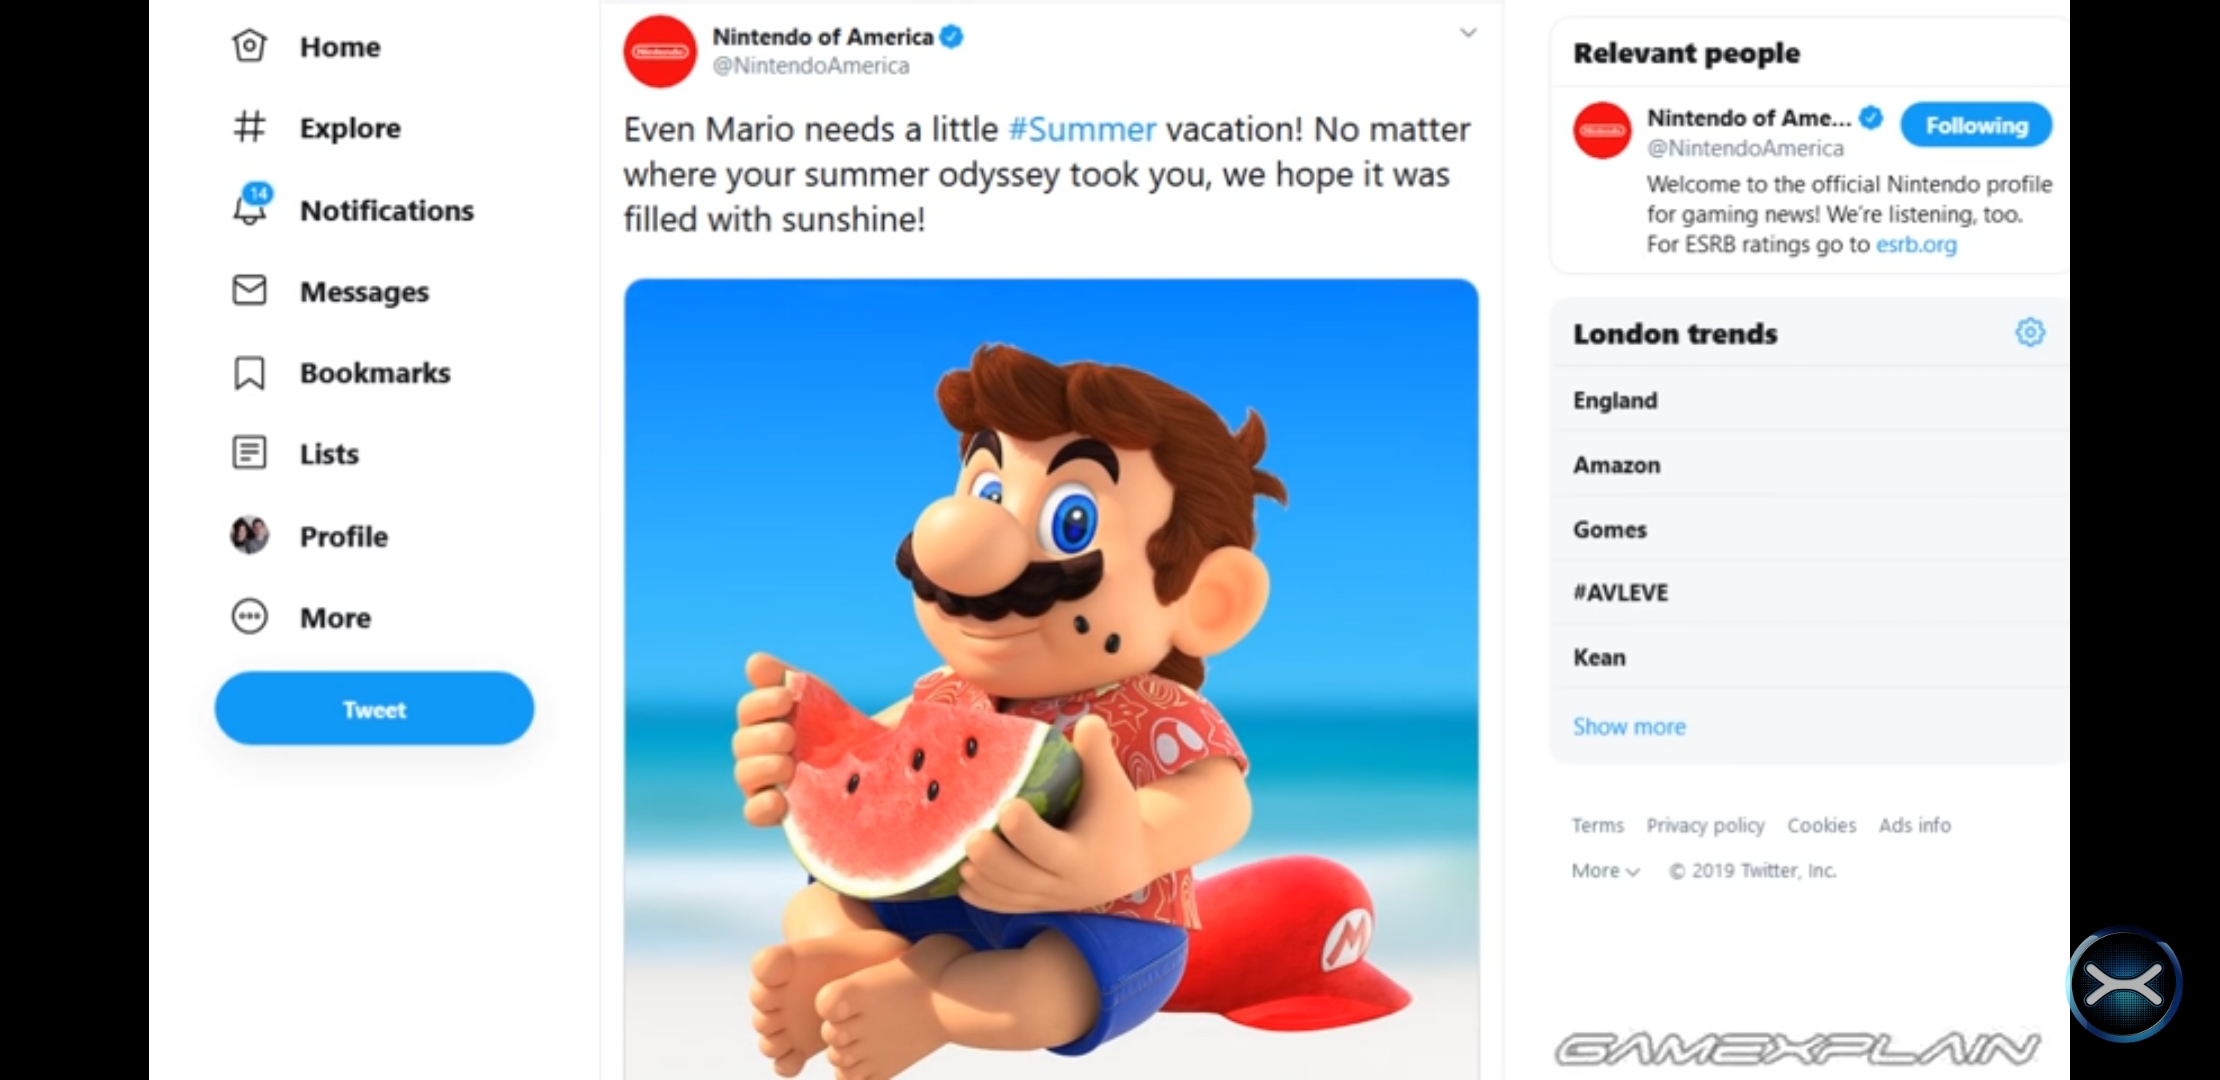 Home
Explore
14
Notifications
Messages
Bookmarks
Lists
Profile
More
Tweet
Nintendo
Nintendo of America
@NintendoAmerica
Even Mario needs a little #Summer vacation! No matter
where your summer odyssey took you, we hope it was
filled with sunshine!
M
Relevant people
Nintendo
Nintendo of Ame...
Following
@NintendoAmerica
Welcome to the official Nintendo profile
for gaming news! We're listening, too.
For ESRB ratings go to esrb.org
London trends
England
Amazon
Gomes
#AVLEVE
Kean
Show more
Terms Privacy policy Cookies Ads info
More © 2019 Twitter, Inc.
GAMEXPLAIN